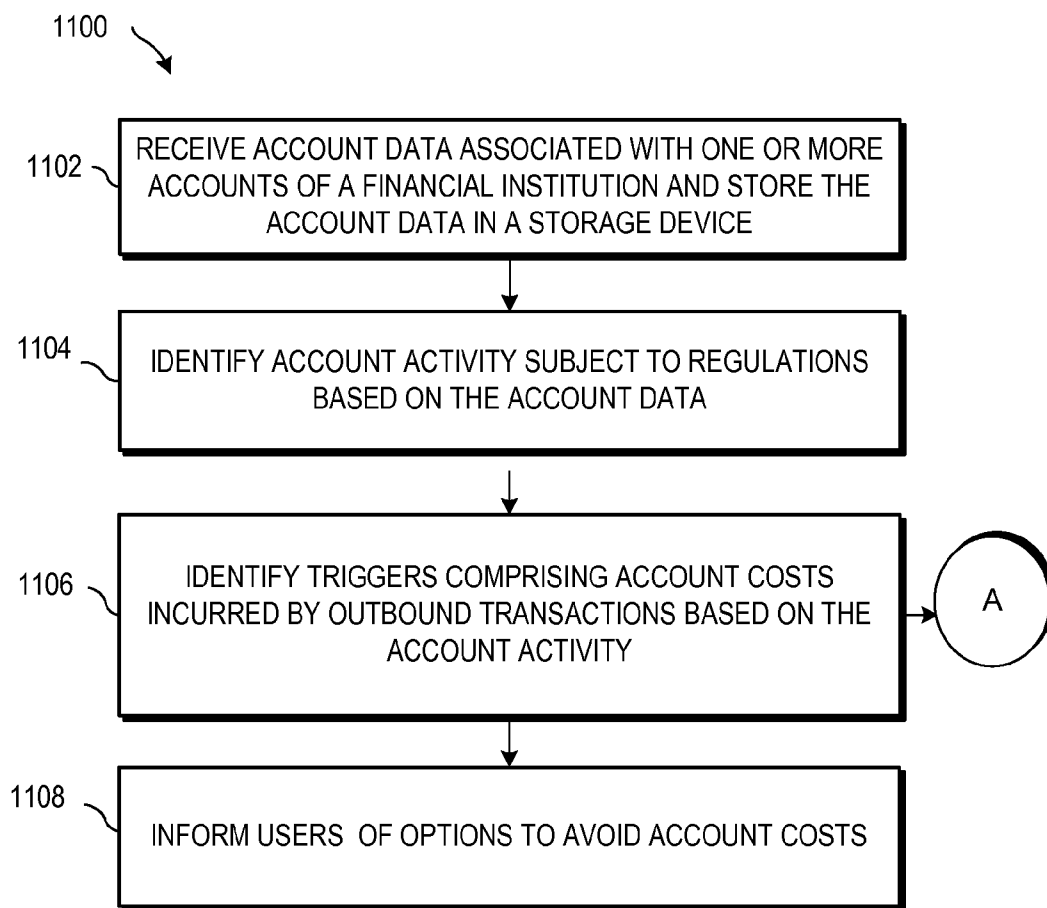 1100
1102
RECEIVE ACCOUNT DATA ASSOCIATED WITH ONE OR MORE
ACCOUNTS OF A FINANCIAL INSTITUTION AND STORE THE
ACCOUNT DATA IN A STORAGE DEVICE
1104
IDENTIFY ACCOUNT ACTIVITY SUBJECT TO REGULATIONS
BASED ON THE ACCOUNT DATA
1106
IDENTIFY TRIGGERS COMPRISING ACCOUNT COSTS
INCURRED BY OUTBOUND TRANSACTIONS BASED ON THE
ACCOUNT ACTIVITY
A
1108
INFORM USERS OF OPTIONS TO AVOID ACCOUNT COSTS